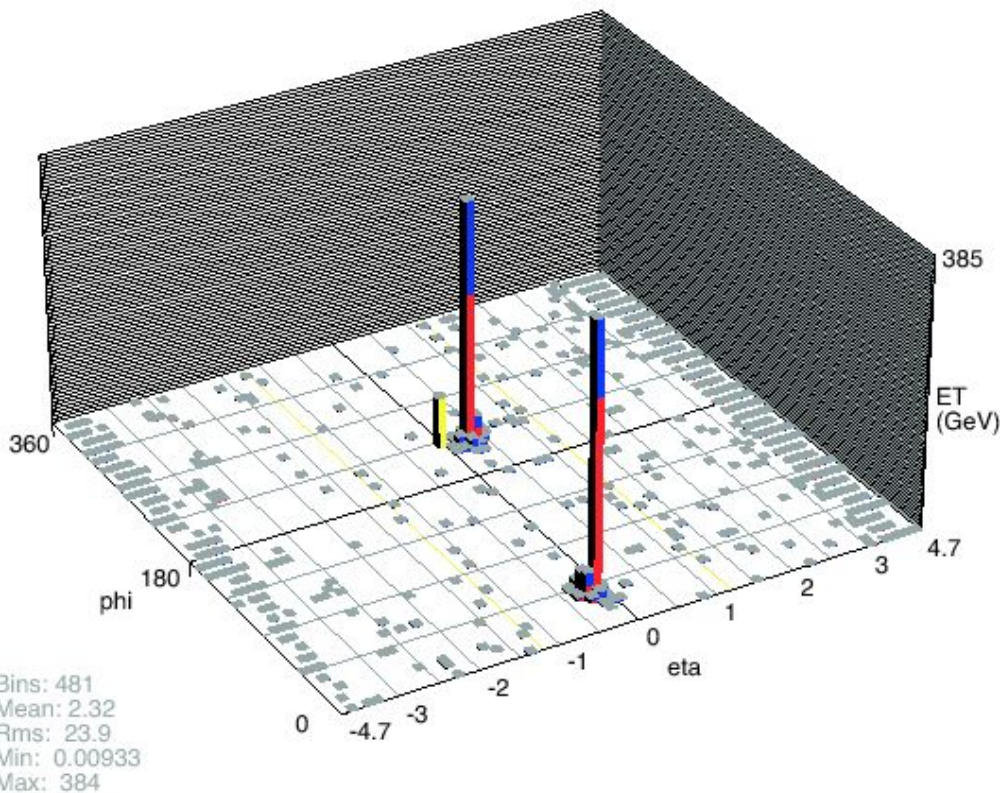 385
ET
(GeV)
360
180
phi
0
-4.7
-3
-2
-1
0
1
2
3
4.7
eta
Bins: 481
Mean: 2.32
Rms: 23.9
Min: 0.00933
Max: 384